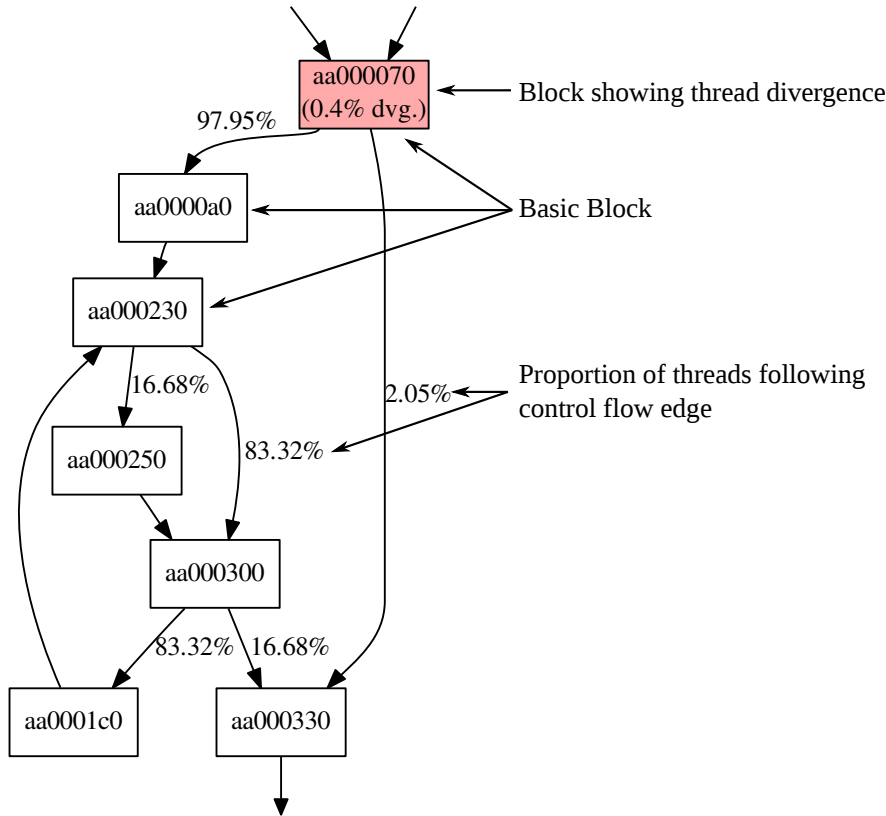 aa000070
(0.4% dvg.)
Block showing thread divergence
97.95%
aa0000a0
Basic Block
aa000230
16.68%
2.05%
Proportion of threads following
control flow edge
83.32%
aa000250
aa000300
83.32%
16.68%
aa0001c0
aa000330